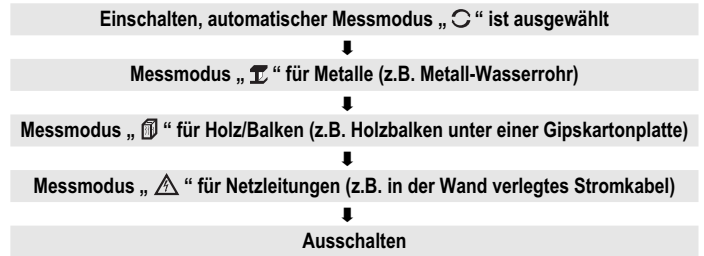 Einschalten, automatischer Messmodus „ “ ist ausgewählt
Messmodus „ “ für Metalle (z.B. Metall-Wasserrohr)
Messmodus „ “ für Holz/Balken (z.B. Holzbalken unter einer Gipskartonplatte)
Messmodus „ “ für Netzleitungen (z.B. in der Wand verlegtes Stromkabel)
Ausschalten